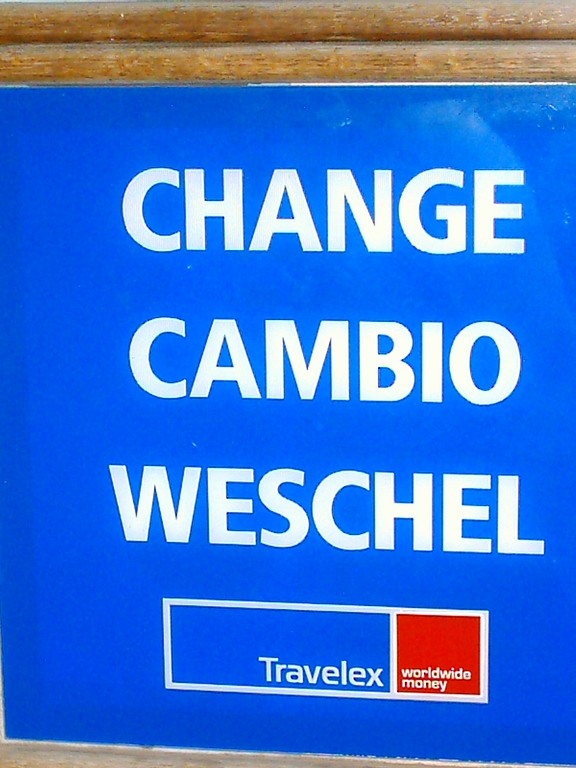 CHANGE
CAMBIO
WESCHEL
Travelex
worldwide
money